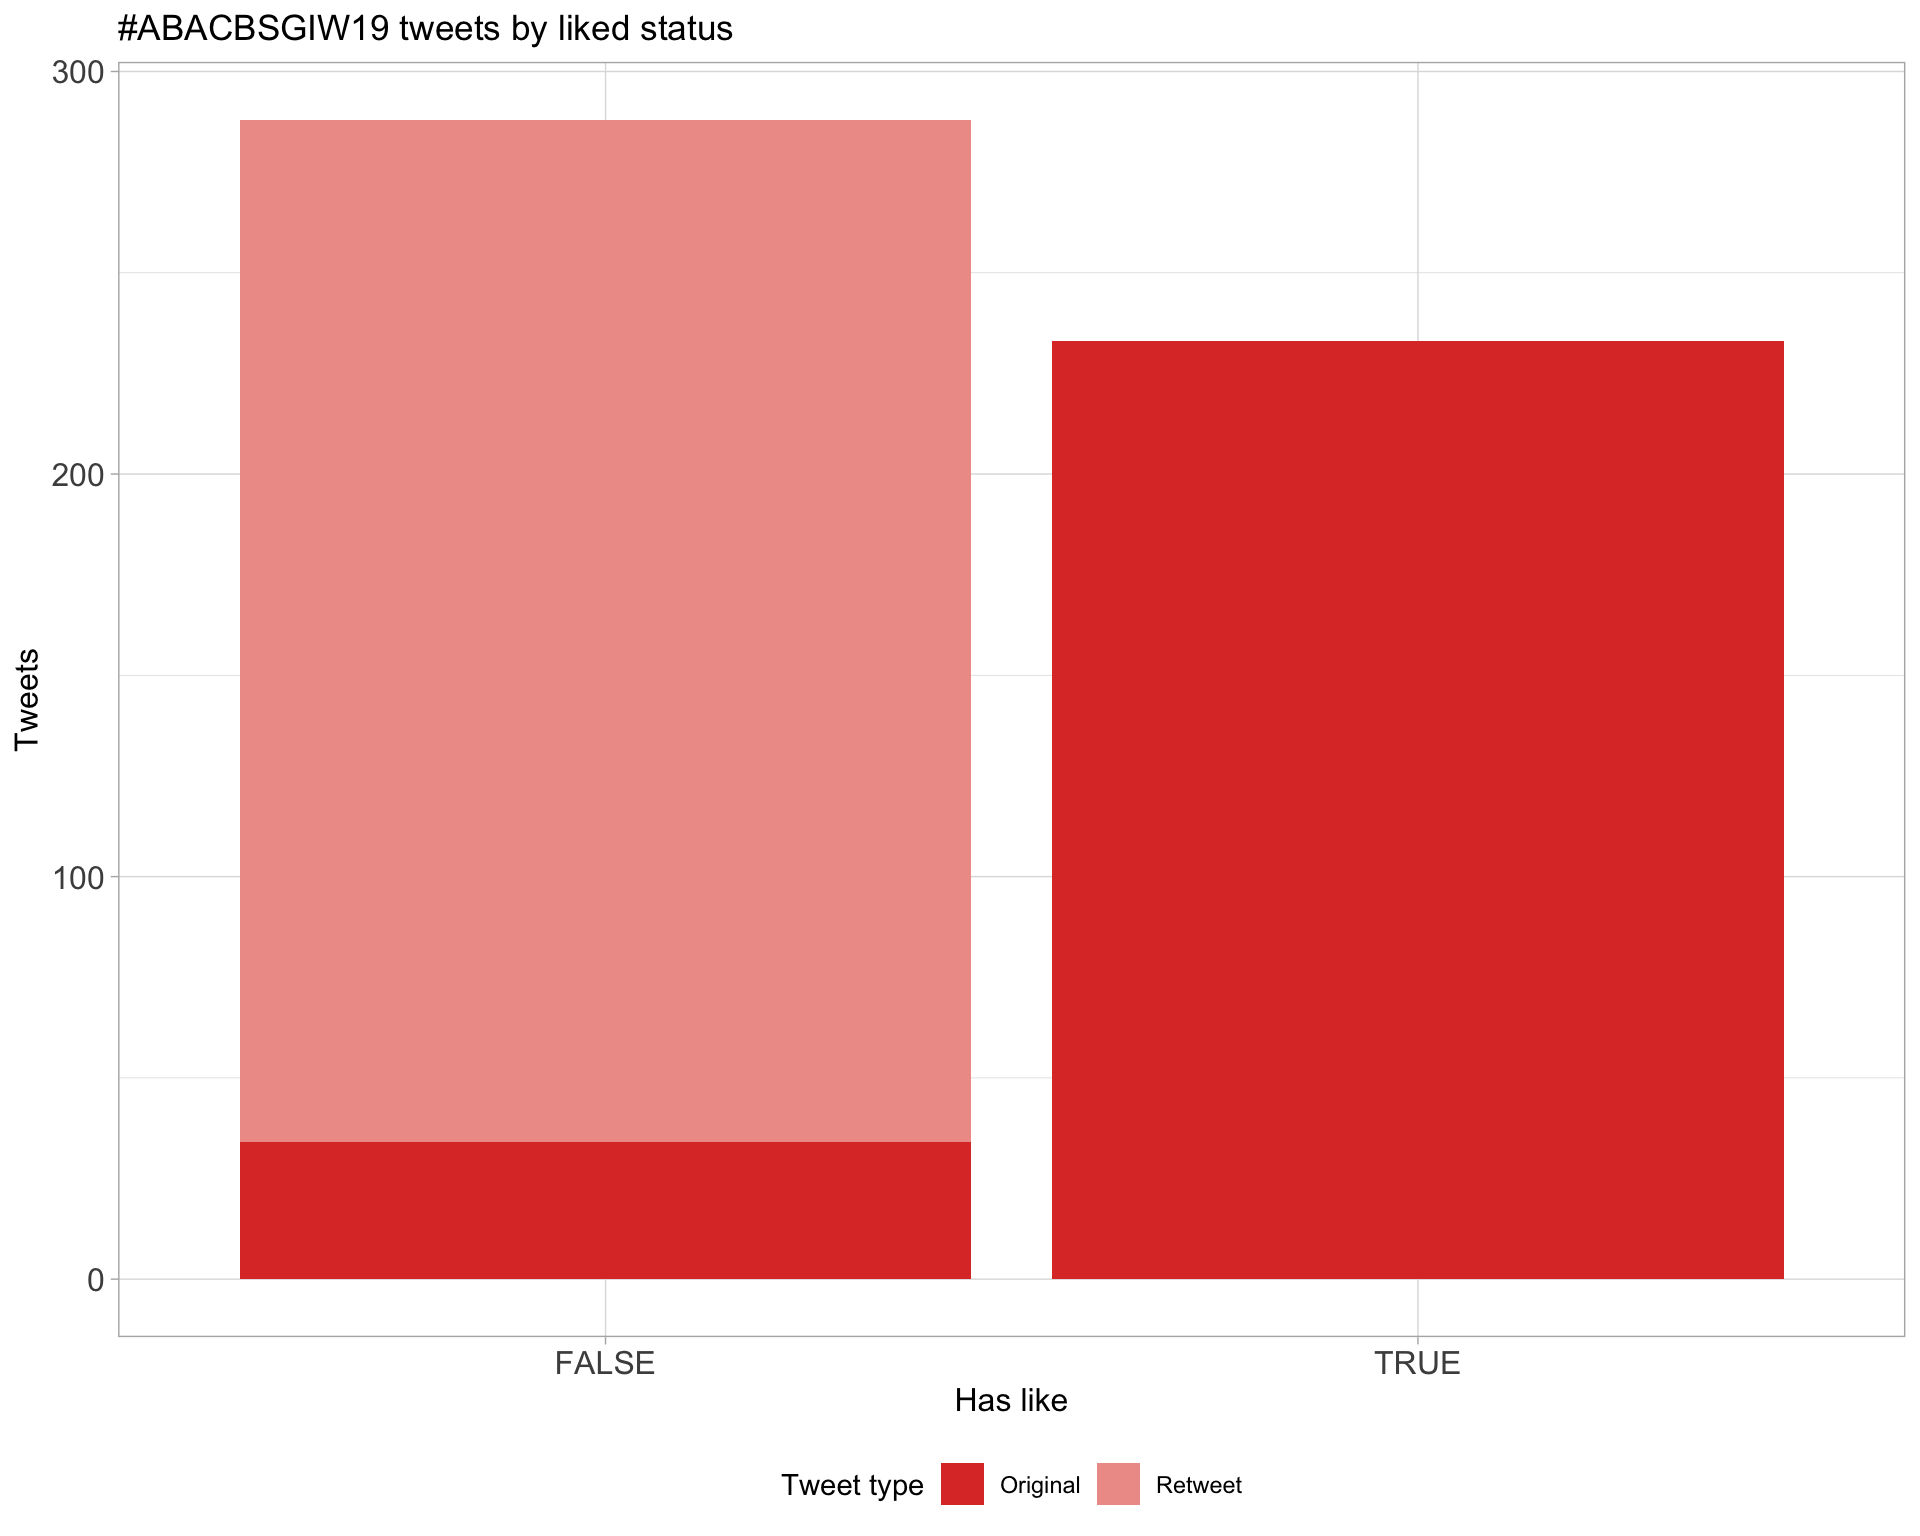 #ABACBSGIW19 tweets by liked status
300
200
100
0
Tweets
FALSE TRUE
Has like
Tweet type Original Retweet